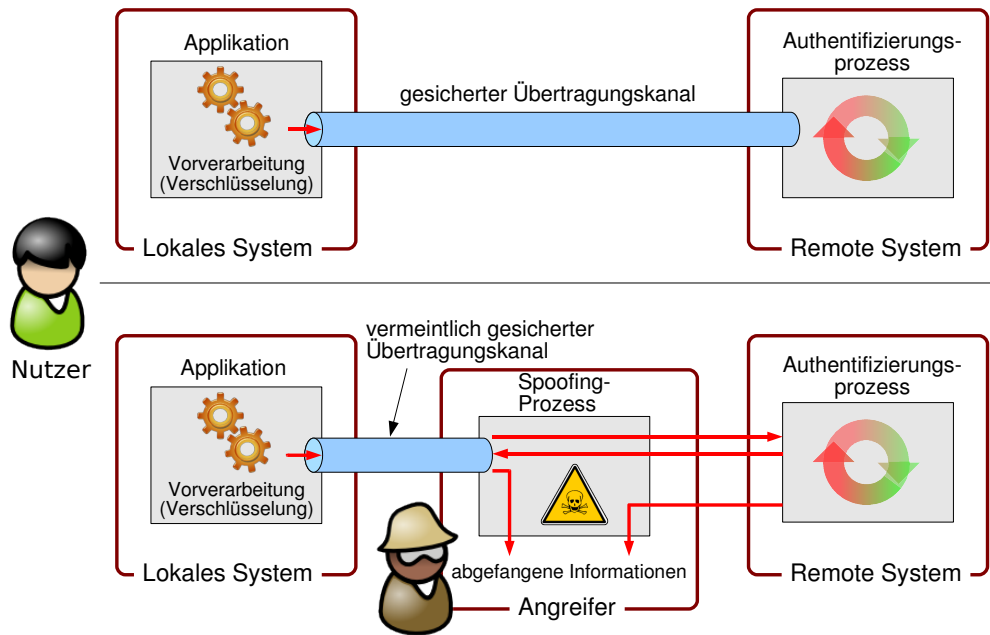 Applikation
Vorverarbeitung
(Verschlüsselung)
Lokales System
gesicherter Übertragungskanal
Authentifizierungs-
prozess
Remote System
Nutzer
Applikation
Vorverarbeitung
(Verschlüsselung)
Lokales System
vermeintlich gesicherter
Übertragungskanal
Spoofing-
Prozess
abgefangene Informationen
Angreifer
Authentifizierungs-
prozess
Remote System